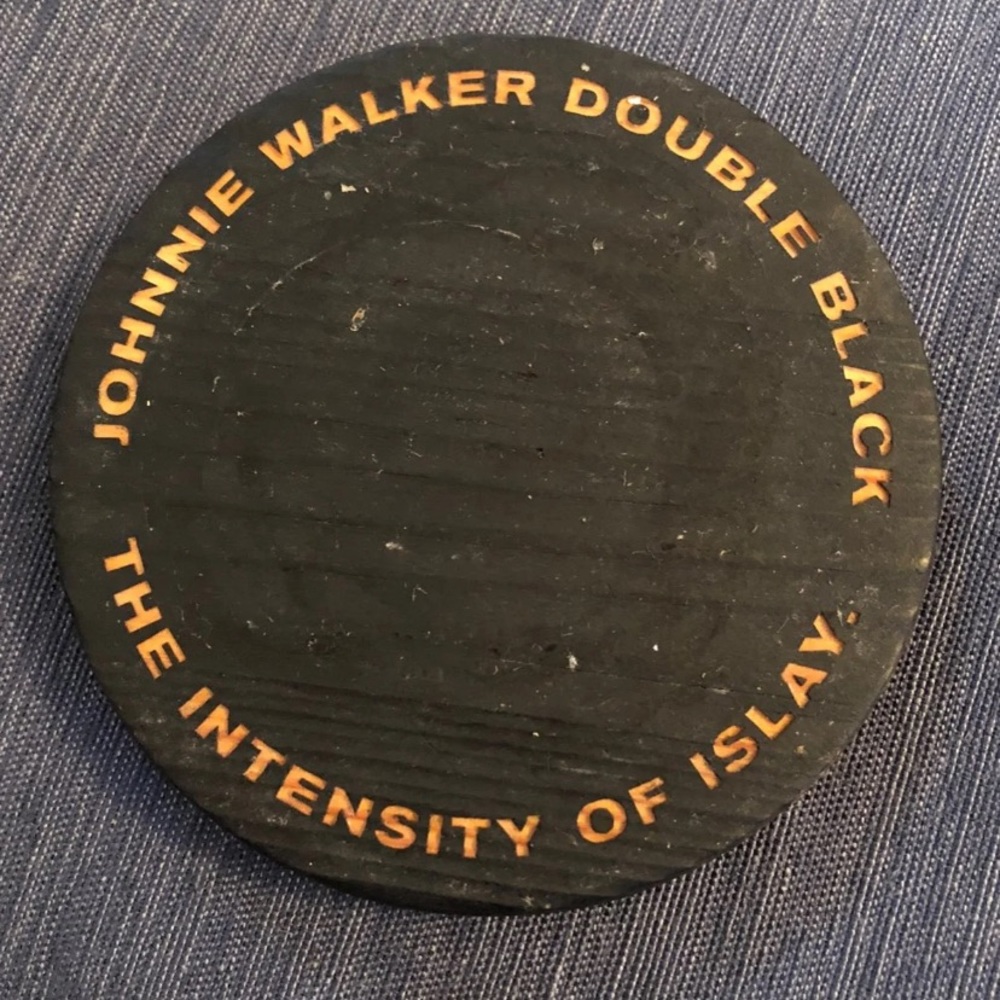 JOHNNIE WALKER DOUBLE BLACK
THE INTENSITY OF ISLAY.